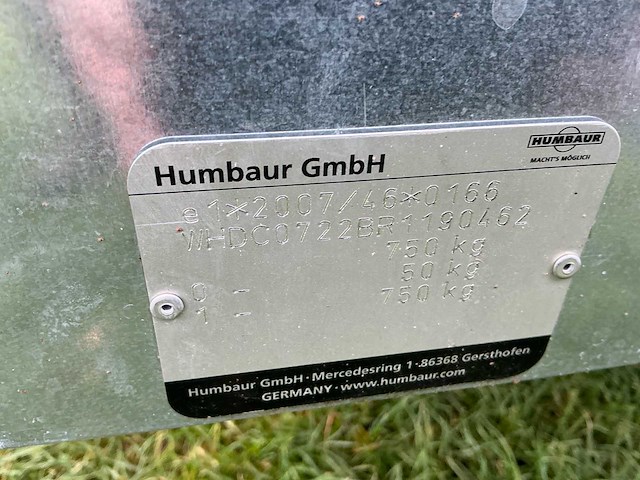 Humbaur GmbH
HUMBAUR
MACHT'S MÖGLICH
e1*2007/46*0166
WHDC0722BR1190462
750 kg
50 kg
0 - 750 kg
1 -
Humbaur GmbH · Mercedesring 1 · 86368 Gersthofen
GERMANY · www.humbaur.com